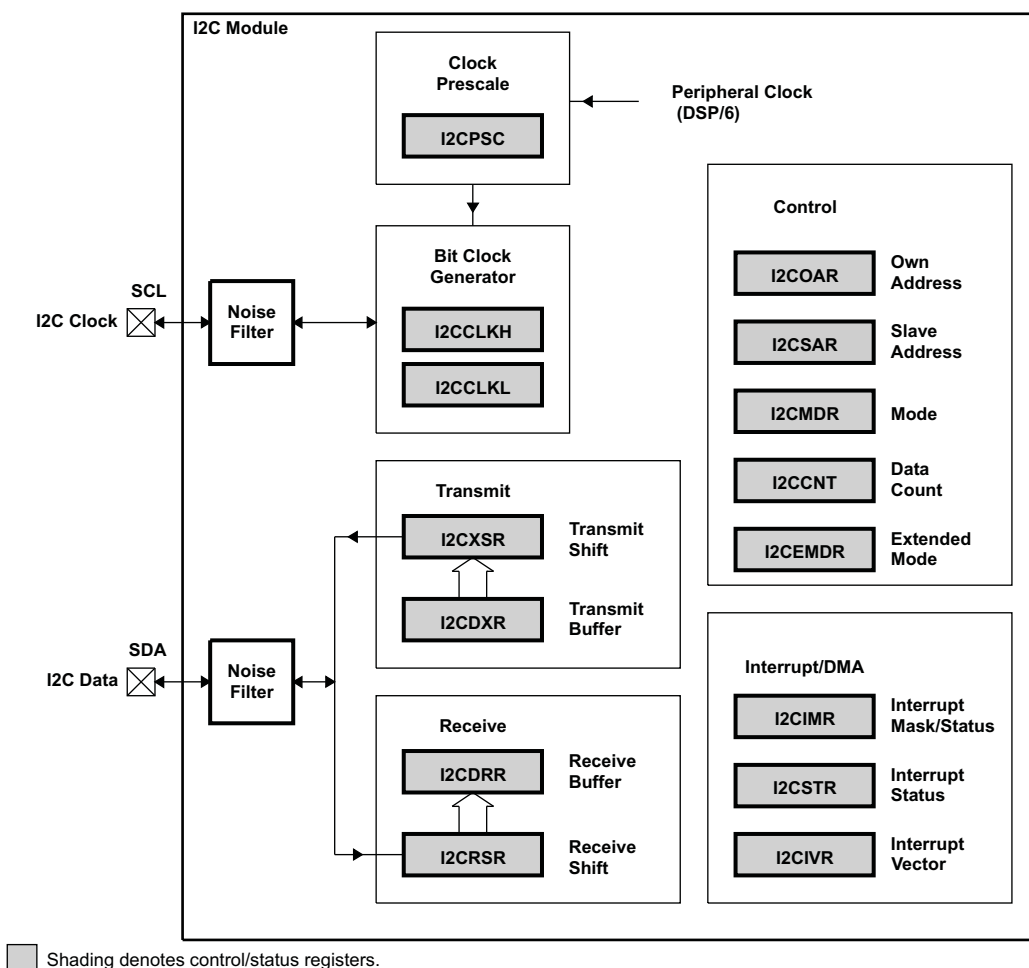 I2C Module
Clock
Prescale
I2CPSC
Peripheral Clock
(DSP/6)
Bit Clock
Generator
I2CCLKH
I2CCLKL
SCL
I2C Clock
Noise
Filter
Control
I2COAR
Own
Address
I2CSAR
Slave
Address
I2CMDR
Mode
I2CCNT
Data
Count
I2CEMDR
Extended
Mode
Transmit
I2CXSR
Transmit
Shift
I2CDXR
Transmit
Buffer
SDA
I2C Data
Noise
Filter
Receive
I2CDRR
Receive
Buffer
I2CRSR
Receive
Shift
Interrupt/DMA
I2CIMR
Interrupt
Mask/Status
I2CSTR
Interrupt
Status
I2CIVR
Interrupt
Vector
Shading denotes control/status registers.